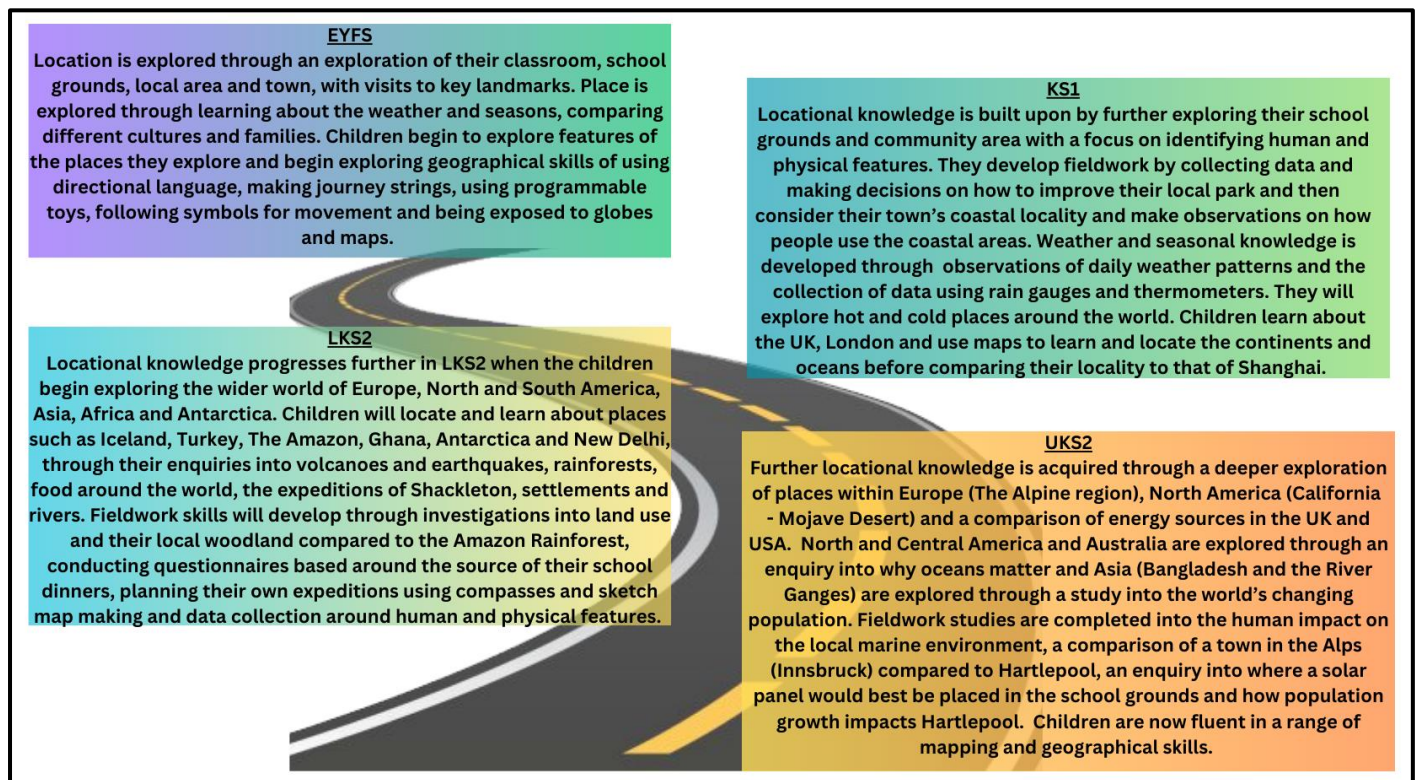 EYFS
Location is explored through an exploration of their classroom, school
grounds, local area and town, with visits to key landmarks. Place is
explored through learning about the weather and seasons, comparing
different cultures and families. Children begin to explore features of
the places they explore and begin exploring geographical skills of using
directional language, making journey strings, using programmable
toys, following symbols for movement and being exposed to globes
and maps.
KS1
Locational knowledge is built upon by further exploring their school
grounds and community area with a focus on identifying human and
physical features. They develop fieldwork by collecting data and
making decisions on how to improve their local park and then
consider their town's coastal locality and make observations on how
people use the coastal areas. Weather and seasonal knowledge is
developed through observations of daily weather patterns and the
collection of data using rain gauges and thermometers. They will
explore hot and cold places around the world. Children learn about
the UK, London and use maps to learn and locate the continents and
oceans before comparing their locality to that of Shanghai.
LKS2
Locational knowledge progresses further in LKS2 when the children
begin exploring the wider world of Europe, North and South America,
Asia, Africa and Antarctica. Children will locate and learn about places
such as Iceland, Turkey, The Amazon, Ghana, Antarctica and New Delhi,
through their enquiries into volcanoes and earthquakes, rainforests,
food around the world, the expeditions of Shackleton, settlements and
rivers. Fieldwork skills will develop through investigations into land use
and their local woodland compared to the Amazon Rainforest,
conducting questionnaires based around the source of their school
dinners, planning their own expeditions using compasses and sketch
map making and data collection around human and physical features.
UKS2
Further locational knowledge is acquired through a deeper exploration
of places within Europe (The Alpine region), North America (California
- Mojave Desert) and a comparison of energy sources in the UK and
USA. North and Central America and Australia are explored through an
enquiry into why oceans matter and Asia (Bangladesh and the River
Ganges) are explored through a study into the world's changing
population. Fieldwork studies are completed into the human impact on
the local marine environment, a comparison of a town in the Alps
(Innsbruck) compared to Hartlepool, an enquiry into where a solar
panel would best be placed in the school grounds and how population
growth impacts Hartlepool. Children are now fluent in a range of
mapping and geographical skills.